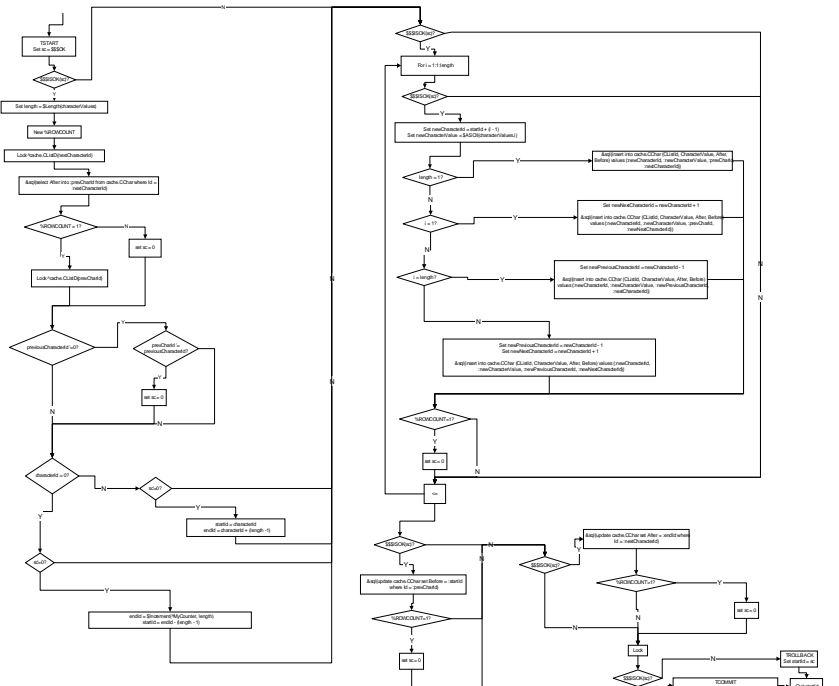 TSTART
Set sc = $$$OK
N
$$$ISOK(sc)?
Y
Set length = $Length(characterValues)
New %ROWCOUNT
Lock ^cache.CListD(nextCharacterId)
&sql(select After into :prevCharId from cache.CChar where Id =
:nextCharacterId)
%ROWCOUNT = 1?
N
set sc= 0
Y
Lock ^cache.CListD(prevCharId)
previousCharacterId '=0?
Y
prevCharId '=
previousCharacterId?
Y
set sc= 0
N
N
characterId = 0?
N
sc=0?
Y
startId = characterId
endId = characterId + (length -1)
Y
sc=0?
Y
endId = $Increment(^MyCounter, length)
startId = endId - (length - 1)
N
N
N
$$$ISOK(sc)?
Y
For i = 1:1:length
$$$ISOK(sc)?
Set newCharacterId = startId + (i - 1)
Set newCharacterValue = $ASCII(characterValues,i)
length = 1?
Y
&sql(insert into cache.CChar (CListId, CharacterValue, After,
Before) values (:newCharacterId, :newCharacterValue, :prevCharId,
:nextCharacterId))
N
i = 1?
Y
Set newNextCharacterId = newCharacterId + 1
&sql(insert into cache.CChar (CListId, CharacterValue, After, Before)
values (:newCharacterId, :newCharacterValue, :prevCharId,
:newNextCharacterId))
N
i = length?
Y
Set newPreviousCharacterId = newCharacterId - 1
&sql(insert into cache.CChar (CListId, CharacterValue, After, Before)
values (:newCharacterId, :newCharacterValue, :newPreviousCharacterId,
:nextCharacterId))
N
N
N
Set newPreviousCharacterId = newCharacterId - 1
Set newNextCharacterId = newCharacterId + 1
&sql(insert into cache.CChar (CListId, CharacterValue, After, Before) values (:newCharacterId,
:newCharacterValue, :newPreviousCharacterId, :newNextCharacterId))
%ROWCOUNT=1?
Y
set sc= 0
N
<=
$$$ISOK(sc)?
N
Y
&sql(update cache.CChar set Before = :startId
where Id = :prevCharId)
%ROWCOUNT=1?
N
Y
set sc= 0
$$$ISOK(sc)?
Y
&sql(update cache.CChar set After = :endId where
Id = :nextCharacterId)
%ROWCOUNT=1?
Y
set sc= 0
N
N
N
Lock
$$$ISOK(sc)?
N
TROLLBACK
Set startId = sc
TCOMMIT